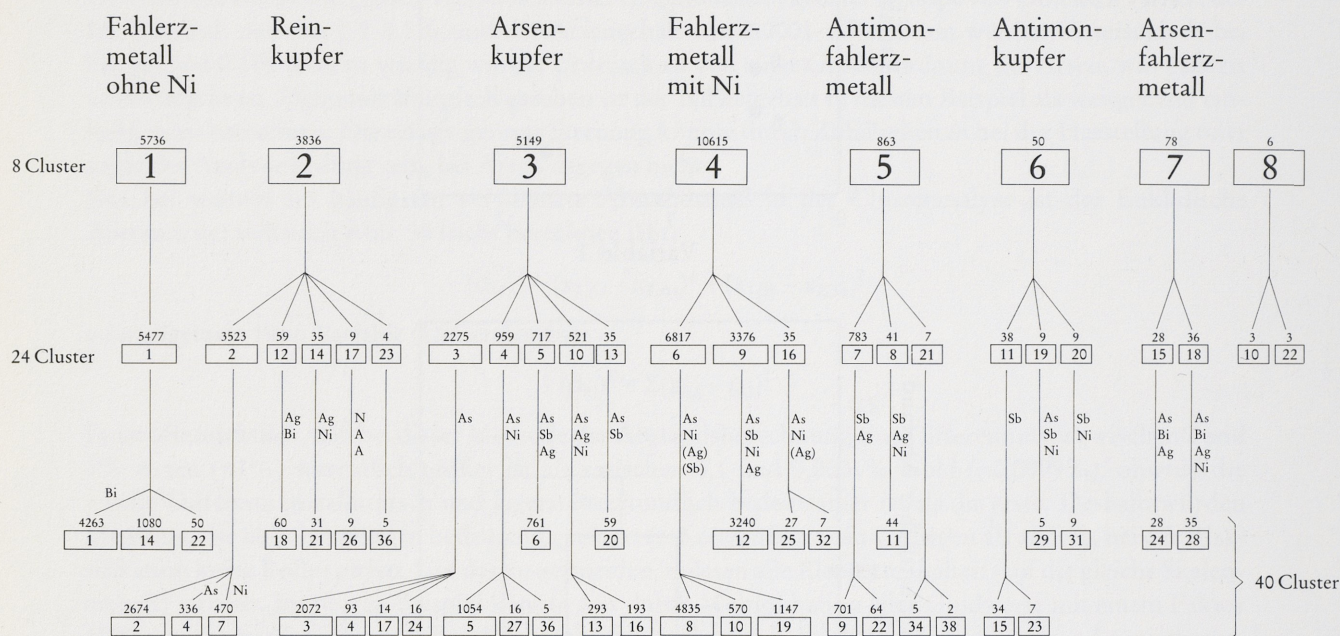 Fahlerz-
metall
ohne Ni
Rein-
kupfer
Arsen-
kupfer
Fahlerz-
metall
mit Ni
Antimon-
fahlerz-
metall
Antimon-
kupfer
Arsen-
fahlerz-
metall
5736 3836 5149 10615 863 50 78 6
8 Cluster 1 2 3 4 5 6 7 8
5477 3523 59 35 9 4 2275 959 717 521 35 6817 3376 35 783 41 7 38 9 9 28 36 3 3
24 Cluster 1 2 12 14 17 23 3 4 5 10 13 6 9 16 7 8 21 11 19 20 15 18 10 22
Ag
Bi
Ag
Ni
N
A
A
As
As
Ni
As
Sb
Ag
As
Ag
Ni
As
Sb
As
Ni
(Ag)
(Sb)
As
Sb
Ni
Ag
As
Ni
(Ag)
Sb
Ag
Sb
Ag
Ni
Sb
As
Sb
Ni
Sb
Ni
As
Bi
Ag
As
Bi
Ag
Ni
Bi
4263 1080 50 60 31 9 5 761 59 3240 27 7 44 5 9 28 35
1 14 22 18 21 26 36 6 20 12 25 32 11 29 31 24 28
40 Cluster
As Ni
2674 336 470 2072 93 14 16 1054 16 5 293 193 4835 570 1147 701 64 5 2 34 7
2 4 7 3 4 17 24 5 27 36 13 16 8 10 19 9 22 34 38 15 23